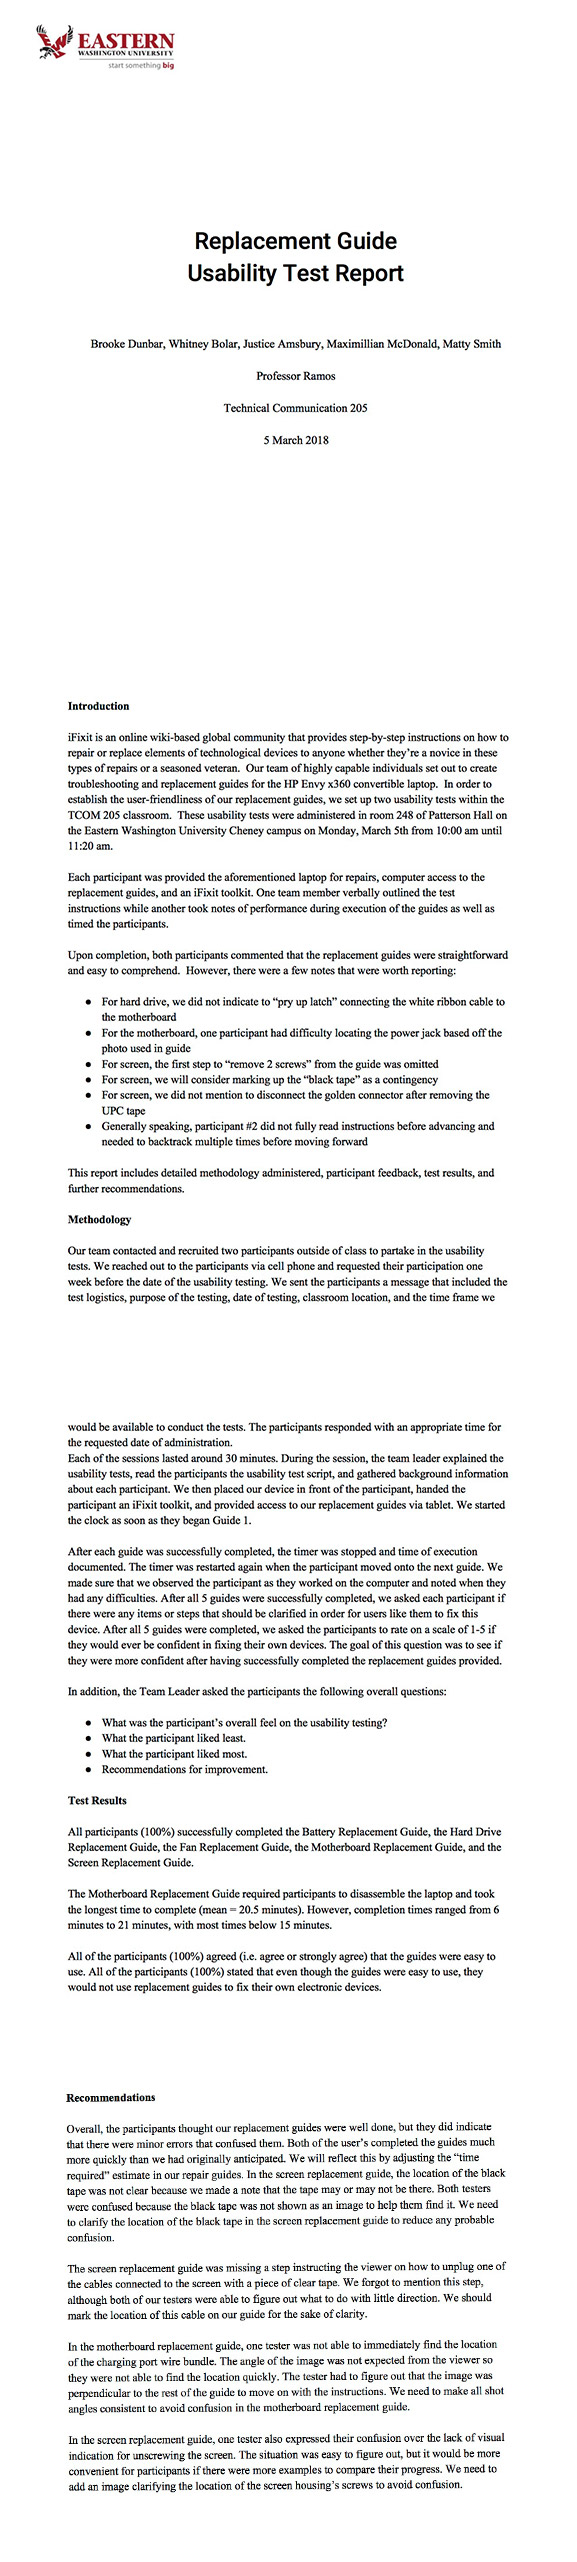 EASTERN
WASHINGTON UNIVERSITY
start something big
Replacement Guide
Usability Test Report
Brooke Dunbar, Whitney Bolar, Justice Amsbury, Maximillian McDonald, Matty Smith
Professor Ramos
Technical Communication 205
5 March 2018
Introduction
iFixit is an online wiki-based global community that provides step-by-step instructions on how to
repair or replace elements of technological devices to anyone whether they're a novice in these
types of repairs or a seasoned veteran. Our team of highly capable individuals set out to create
troubleshooting and replacement guides for the HP Envy x360 convertible laptop. In order to
establish the user-friendliness of our replacement guides, we set up two usability tests within the
TCOM 205 classroom. These usability tests were administered in room 248 of Patterson Hall on
the Eastern Washington University Cheney campus on Monday, March 5th from 10:00 am until
11:20 am.
Each participant was provided the aforementioned laptop for repairs, computer access to the
replacement guides, and an iFixit toolkit. One team member verbally outlined the test
instructions while another took notes of performance during execution of the guides as well as
timed the participants.
Upon completion, both participants commented that the replacement guides were straightforward
and easy to comprehend. However, there were a few notes that were worth reporting:
● For hard drive, we did not indicate to "pry up latch" connecting the white ribbon cable to
the motherboard
● For the motherboard, one participant had difficulty locating the power jack based off the
photo used in guide
● For screen, the first step to "remove 2 screws" from the guide was omitted
● For screen, we will consider marking up the "black tape" as a contingency
● For screen, we did not mention to disconnect the golden connector after removing the
UPC tape
● Generally speaking, participant #2 did not fully read instructions before advancing and
needed to backtrack multiple times before moving forward
This report includes detailed methodology administered, participant feedback, test results, and
further recommendations.
Methodology
Our team contacted and recruited two participants outside of class to partake in the usability
tests. We reached out to the participants via cell phone and requested their participation one
week before the date of the usability testing. We sent the participants a message that included the
test logistics, purpose of the testing, date of testing, classroom location, and the time frame we
would be available to conduct the tests. The participants responded with an appropriate time for
the requested date of administration.
Each of the sessions lasted around 30 minutes. During the session, the team leader explained the
usability tests, read the participants the usability test script, and gathered background information
about each participant. We then placed our device in front of the participant, handed the
participant an iFixit toolkit, and provided access to our replacement guides via tablet. We started
the clock as soon as they began Guide 1.
After each guide was successfully completed, the timer was stopped and time of execution
documented. The timer was restarted again when the participant moved onto the next guide. We
made sure that we observed the participant as they worked on the computer and noted when they
had any difficulties. After all 5 guides were successfully completed, we asked each participant if
there were any items or steps that should be clarified in order for users like them to fix this
device. After all 5 guides were completed, we asked the participants to rate on a scale of 1-5 if
they would ever be confident in fixing their own devices. The goal of this question was to see if
they were more confident after having successfully completed the replacement guides provided.
In addition, the Team Leader asked the participants the following overall questions:
● What was the participant's overall feel on the usability testing?
● What the participant liked least.
● What the participant liked most.
● Recommendations for improvement.
Test Results
All participants (100%) successfully completed the Battery Replacement Guide, the Hard Drive
Replacement Guide, the Fan Replacement Guide, the Motherboard Replacement Guide, and the
Screen Replacement Guide.
The Motherboard Replacement Guide required participants to disassemble the laptop and took
the longest time to complete (mean = 20.5 minutes). However, completion times ranged from 6
minutes to 21 minutes, with most times below 15 minutes.
All of the participants (100%) agreed (i.e. agree or strongly agree) that the guides were easy to
use. All of the participants (100%) stated that even though the guides were easy to use, they
would not use replacement guides to fix their own electronic devices.
Recommendations
Overall, the participants thought our replacement guides were well done, but they did indicate
that there were minor errors that confused them. Both of the user's completed the guides much
more quickly than we had originally anticipated. We will reflect this by adjusting the "time
required" estimate in our repair guides. In the screen replacement guide, the location of the black
tape was not clear because we made a note that the tape may or may not be there. Both testers
were confused because the black tape was not shown as an image to help them find it. We need
to clarify the location of the black tape in the screen replacement guide to reduce any probable
confusion.
The screen replacement guide was missing a step instructing the viewer on how to unplug one of
the cables connected to the screen with a piece of clear tape. We forgot to mention this step,
although both of our testers were able to figure out what to do with little direction. We should
mark the location of this cable on our guide for the sake of clarity.
In the motherboard replacement guide, one tester was not able to immediately find the location
of the charging port wire bundle. The angle of the image was not expected from the viewer so
they were not able to find the location quickly. The tester had to figure out that the image was
perpendicular to the rest of the guide to move on with the instructions. We need to make all shot
angles consistent to avoid confusion in the motherboard replacement guide.
In the screen replacement guide, one tester also expressed their confusion over the lack of visual
indication for unscrewing the screen. The situation was easy to figure out, but it would be more
convenient for participants if there were more examples to compare their progress. We need to
add an image clarifying the location of the screen housing's screws to avoid confusion.